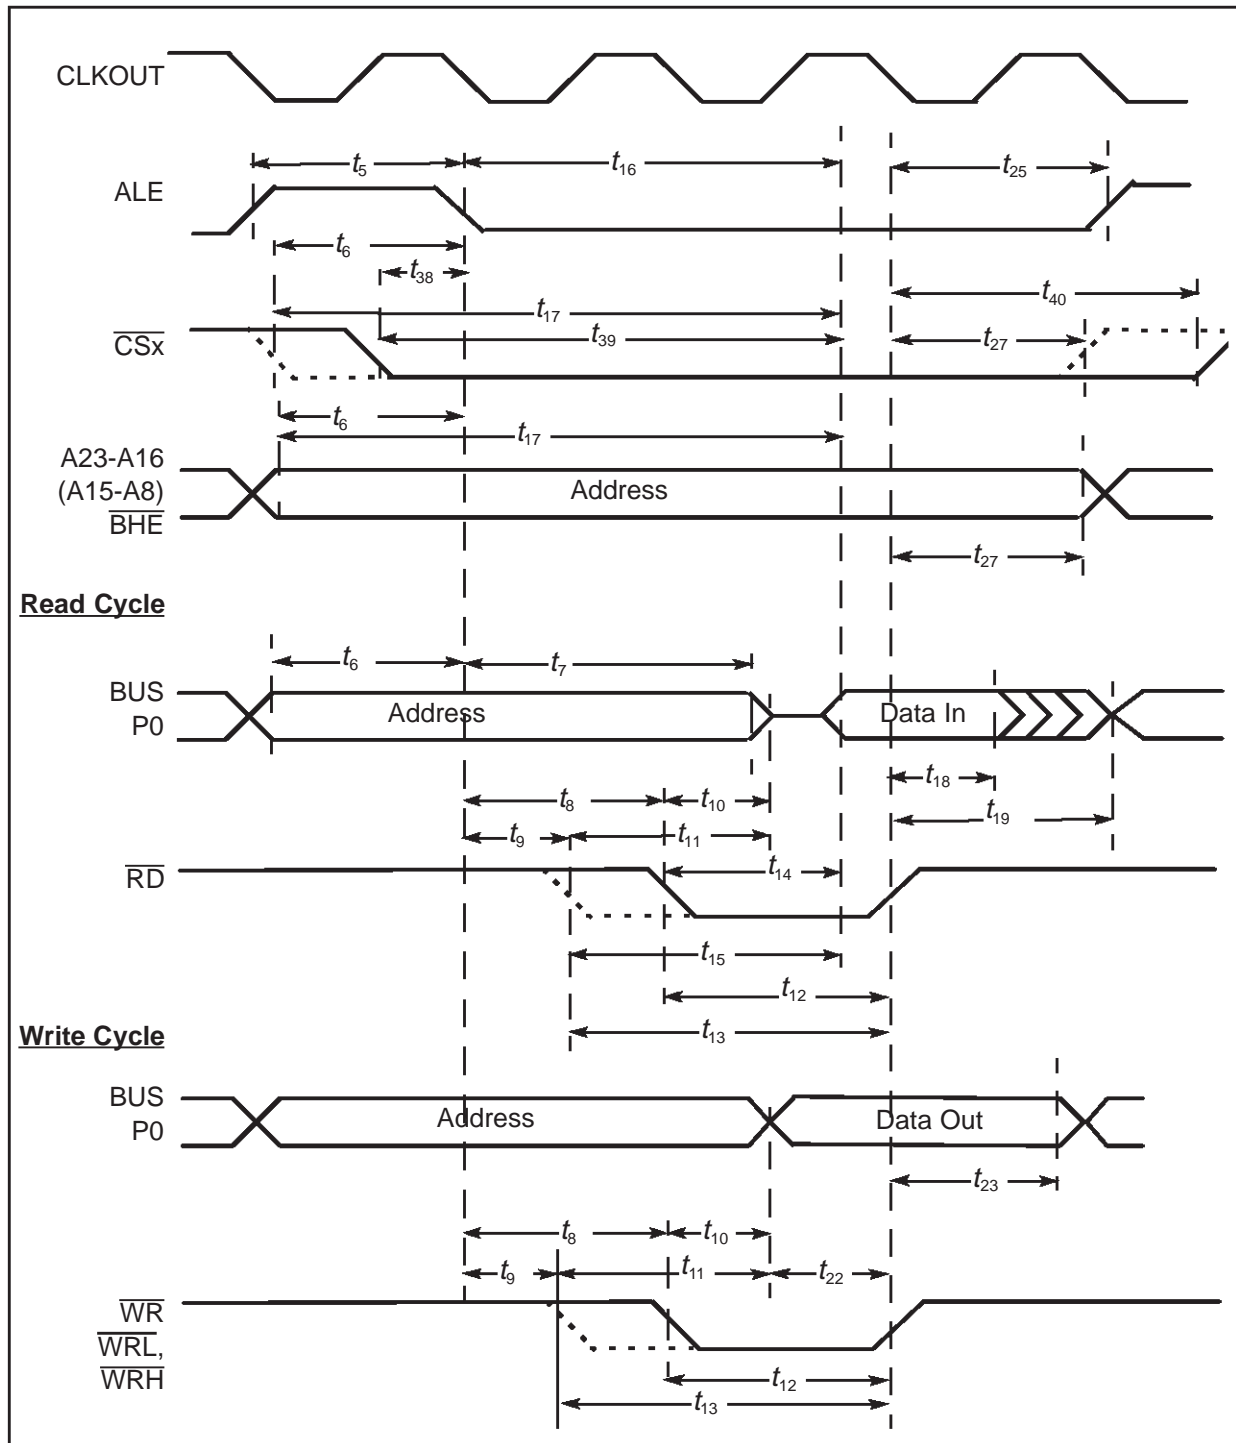 CLKOUT
t5
t16
t25
ALE
t6
t38
t40
t17
CSx
t39
t27
t6
t17
A23-A16
(A15-A8)
Address
BHE
t27
Read Cycle
t6
t7
BUS
P0
Address
Data In
t18
t8
t10
t19
t9
t11
t14
RD
t15
t12
t13
Write Cycle
BUS
P0
Address
Data Out
t23
t8
t10
t9
t11
t22
WR
WRL,
WRH
t12
t13